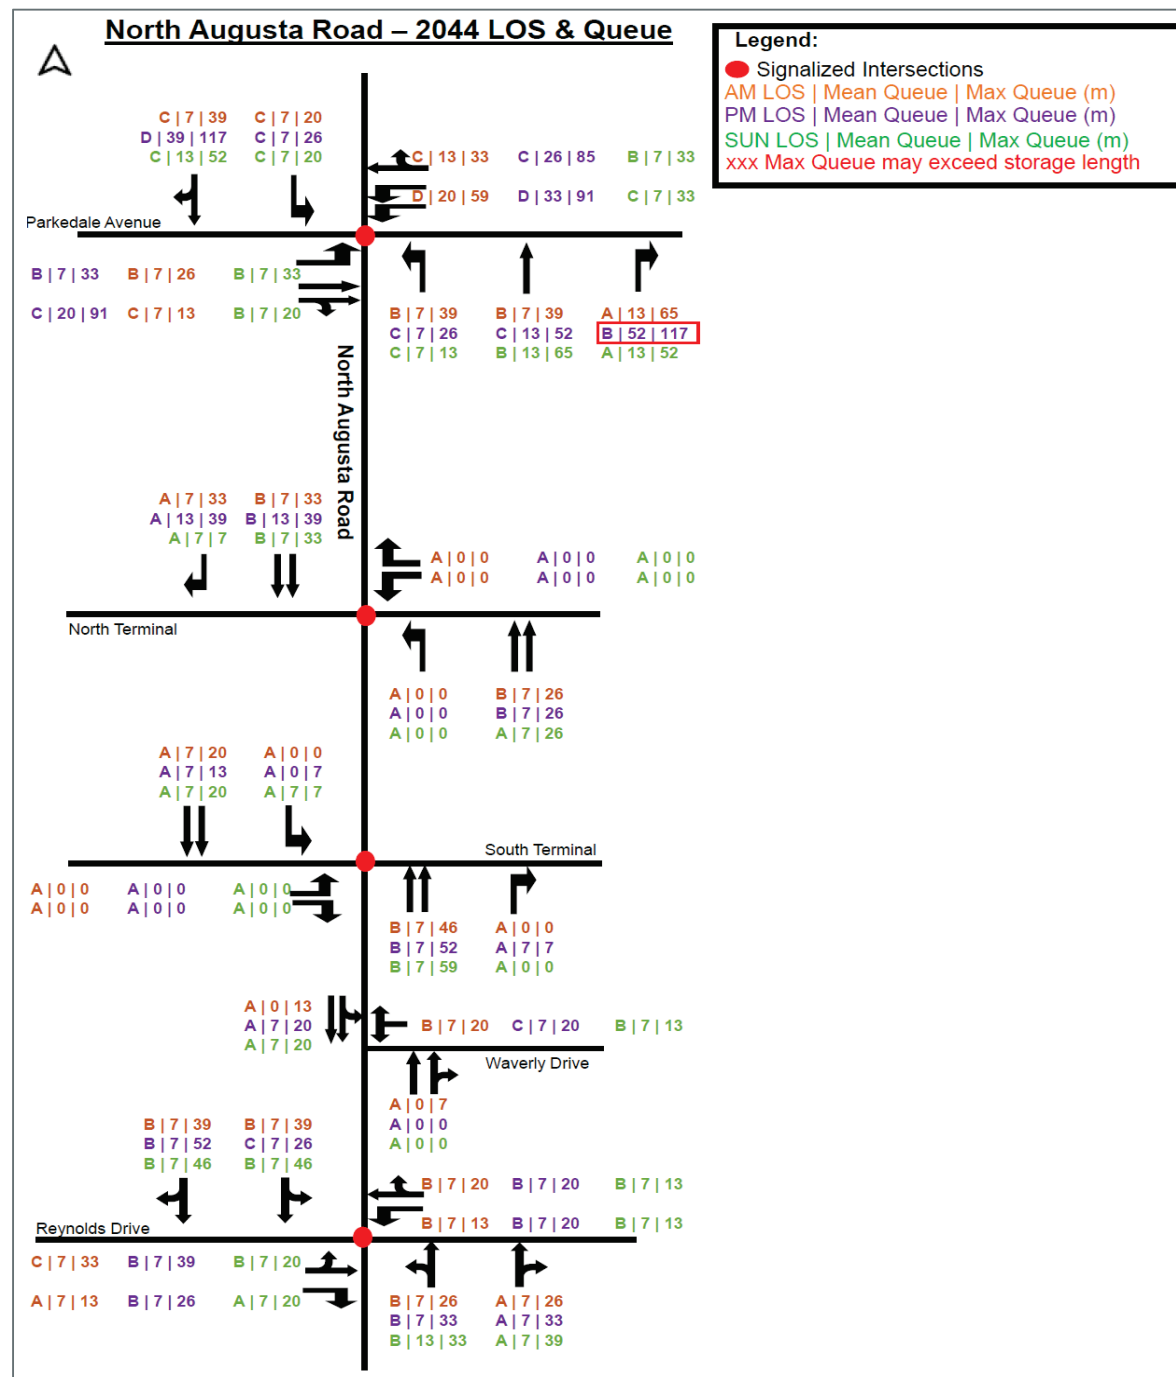 North Augusta Road – 2044 LOS & Queue
Legend:
Signalized Intersections
AM LOS | Mean Queue | Max Queue (m)
PM LOS | Mean Queue | Max Queue (m)
SUN LOS | Mean Queue | Max Queue (m)
xxx Max Queue may exceed storage length
C | 7 | 39 C | 7 | 20
D | 39 | 117 C | 7 | 26
C | 13 | 52 C | 7 | 20
C | 13 | 33 C | 26 | 85 B | 7 | 33
D | 20 | 59 D | 33 | 91 C | 7 | 33
Parkedale Avenue
B | 7 | 33 B | 7 | 26 B | 7 | 33
C | 20 | 91 C | 7 | 13 B | 7 | 20
B | 7 | 39 B | 7 | 39 A | 13 | 65
C | 7 | 26 C | 13 | 52 B | 52 | 117
C | 7 | 13 B | 13 | 65 A | 13 | 52
North Augusta Road
A | 7 | 33 B | 7 | 33
A | 13 | 39 B | 13 | 39
A | 7 | 7 B | 7 | 33
A | 0 | 0 A | 0 | 0 A | 0 | 0
A | 0 | 0 A | 0 | 0 A | 0 | 0
North Terminal
A | 0 | 0 B | 7 | 26
A | 0 | 0 B | 7 | 26
A | 0 | 0 A | 7 | 26
A | 7 | 20 A | 0 | 0
A | 7 | 13 A | 0 | 7
A | 7 | 20 A | 7 | 7
South Terminal
A | 0 | 0 A | 0 | 0 A | 0 | 0
A | 0 | 0 A | 0 | 0 A | 0 | 0
B | 7 | 46 A | 0 | 0
B | 7 | 52 A | 7 | 7
B | 7 | 59 A | 0 | 0
A | 0 | 13
A | 7 | 20
A | 7 | 20
B | 7 | 20 C | 7 | 20 B | 7 | 13
Waverly Drive
A | 0 | 7
A | 0 | 0
A | 0 | 0
B | 7 | 39 B | 7 | 39
B | 7 | 52 C | 7 | 26
B | 7 | 46 B | 7 | 46
B | 7 | 20 B | 7 | 20 B | 7 | 13
B | 7 | 13 B | 7 | 20 B | 7 | 13
Reynolds Drive
C | 7 | 33 B | 7 | 39 B | 7 | 20
A | 7 | 13 B | 7 | 26 A | 7 | 20
B | 7 | 26 A | 7 | 26
B | 7 | 33 A | 7 | 33
B | 13 | 33 A | 7 | 39